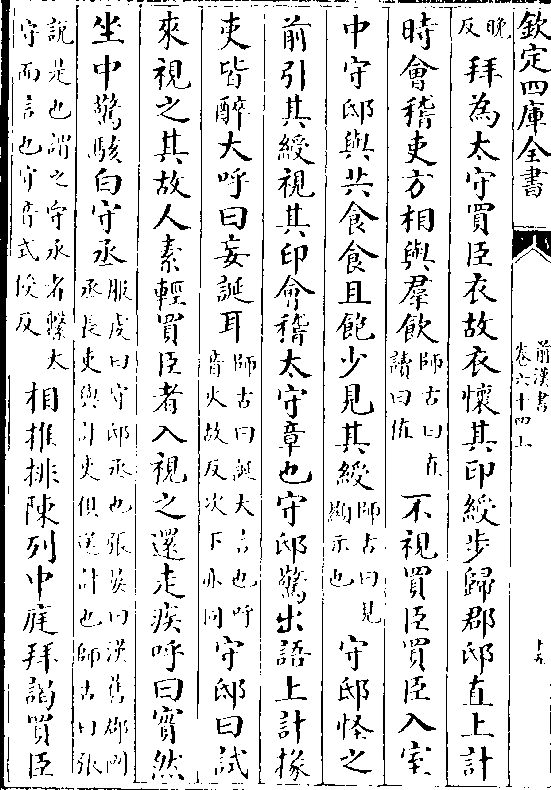 欽定四庫全書
前漢書
卷六十四上
晚反拜為太守買臣衣故衣懷其印綬步歸郡邸直上計
時會稽吏方相與羣飲師古曰直讀曰值不視買臣買臣入室
中守邸與共食食且飽少見其綬師古曰見顯示也守邸怪之
前引其綬視其印會稽太守章也守邸驚出語上計掾
吏皆醉大呼曰妄誕耳師古曰誕大言也呼音火故反次下亦同守邸曰試
來視之其故人素輕買臣者入視之還走疾呼曰實然
坐中驚駭白守丞服虔曰守邸丞也張晏曰漢舊郡國丞長吏與計吏俱送計也師古曰張
說是也謂之守丞者繫太守而言也守音式授反相推排陳列中庭拜謁買臣